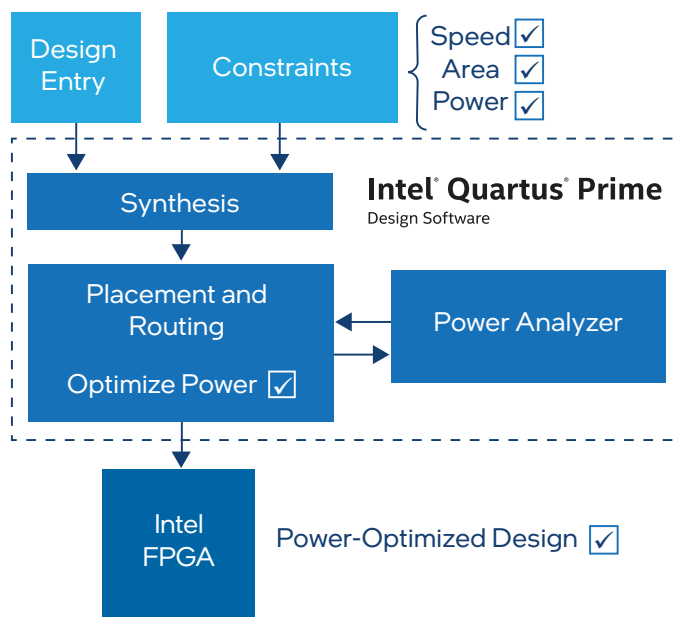 Design
Entry
Constraints
Speed ☑
Area ☑
Power ☑
Intel® Quartus® Prime
Design Software
Synthesis
Placement and
Routing
Optimize Power ☑
Power Analyzer
Intel
FPGA
Power-Optimized Design ☑